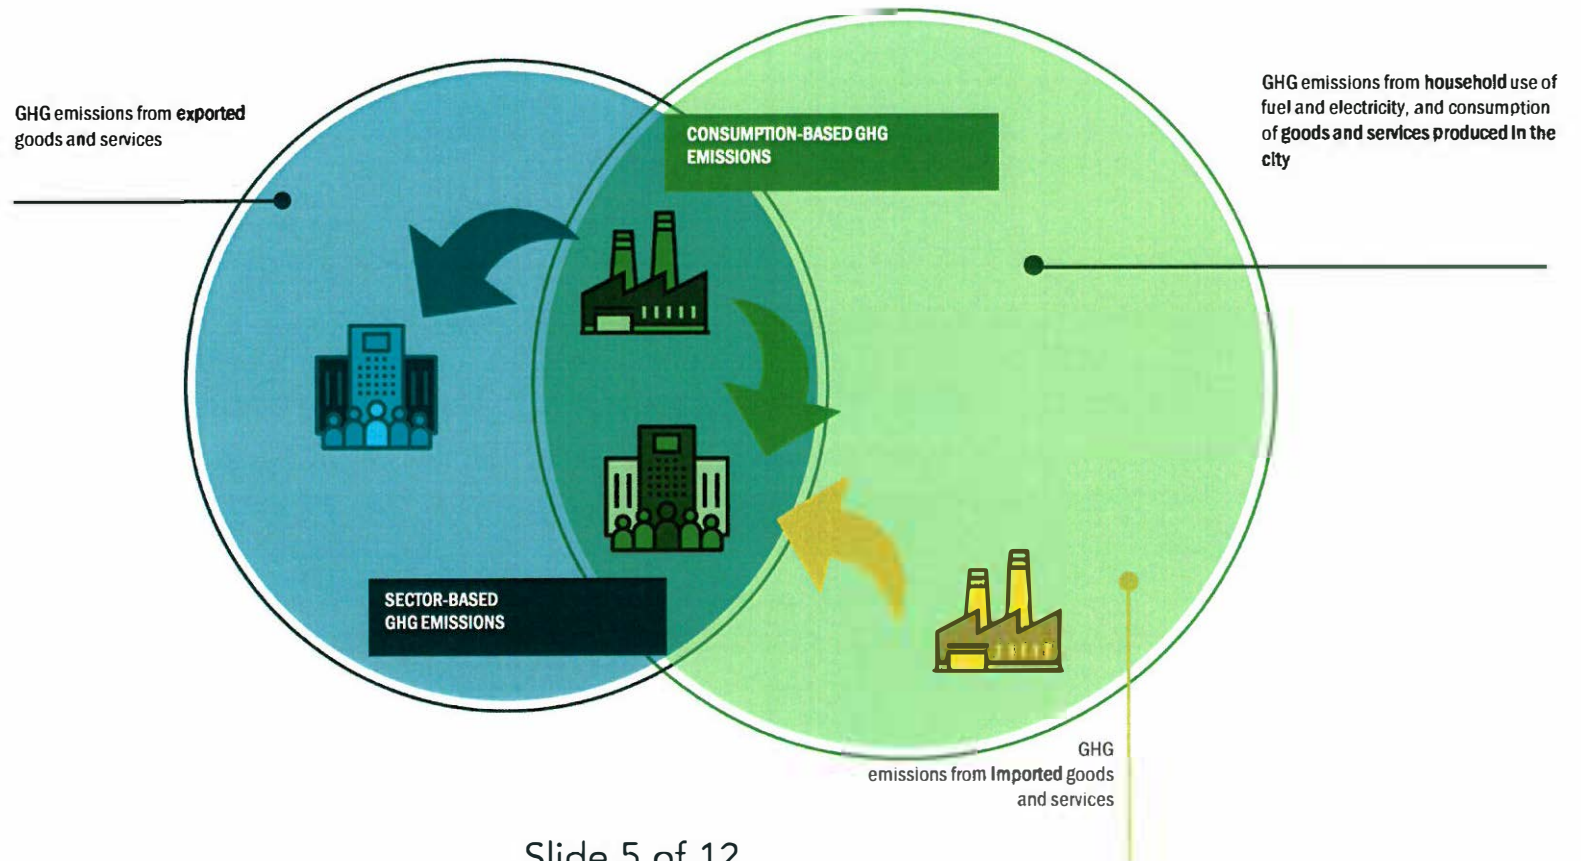 GHG emissions from exported
goods and services
CONSUMPTION-BASED GHG
EMISSIONS
GHG emissions from household use of
fuel and electricity, and consumption
of goods and services produced in the
city
SECTOR-BASED
GHG EMISSIONS
GHG
emissions from Imported goods
and services
Slide 5 of 12